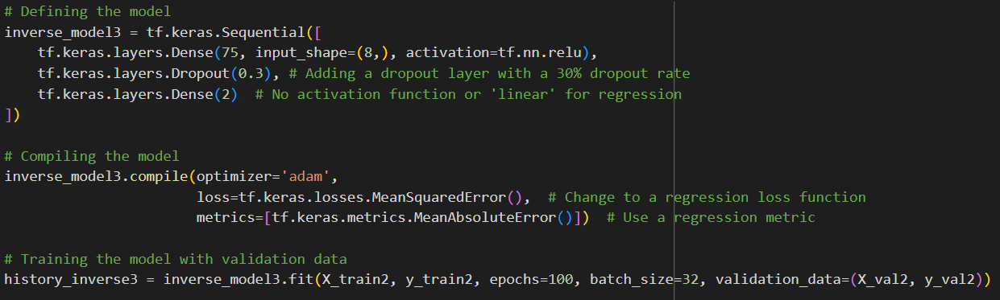 # Defining the model
inverse_model3 = tf.keras.Sequential([
    tf.keras.layers.Dense(75, input_shape=(8,), activation=tf.nn.relu),
    tf.keras.layers.Dropout(0.3), # Adding a dropout layer with a 30% dropout rate
    tf.keras.layers.Dense(2)  # No activation function or 'linear' for regression
])
# Compiling the model
inverse_model3.compile(optimizer='adam',
                       loss=tf.keras.losses.MeanSquaredError(),  # Change to a regression loss function
                       metrics=[tf.keras.metrics.MeanAbsoluteError()])  # Use a regression metric
# Training the model with validation data
history_inverse3 = inverse_model3.fit(X_train2, y_train2, epochs=100, batch_size=32, validation_data=(X_val2, y_val2))